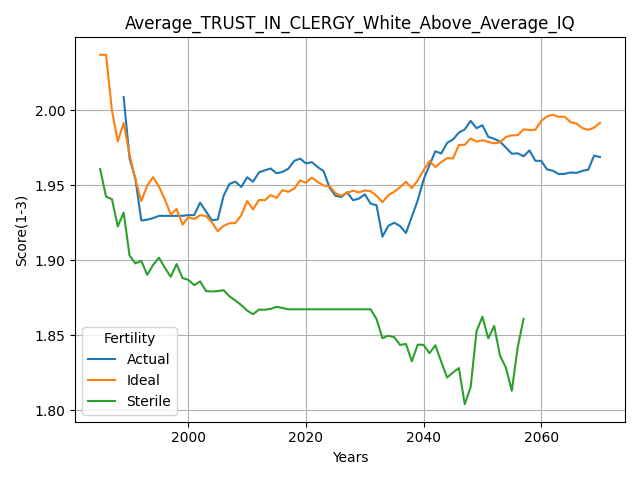 Average_TRUST_IN_CLERGY_White_Above_Average_IQ
Score(1-3)
2.00
1.95
1.90
1.85
1.80
Fertility
Actual
Ideal
Sterile
2000 2020 2040 2060
Years